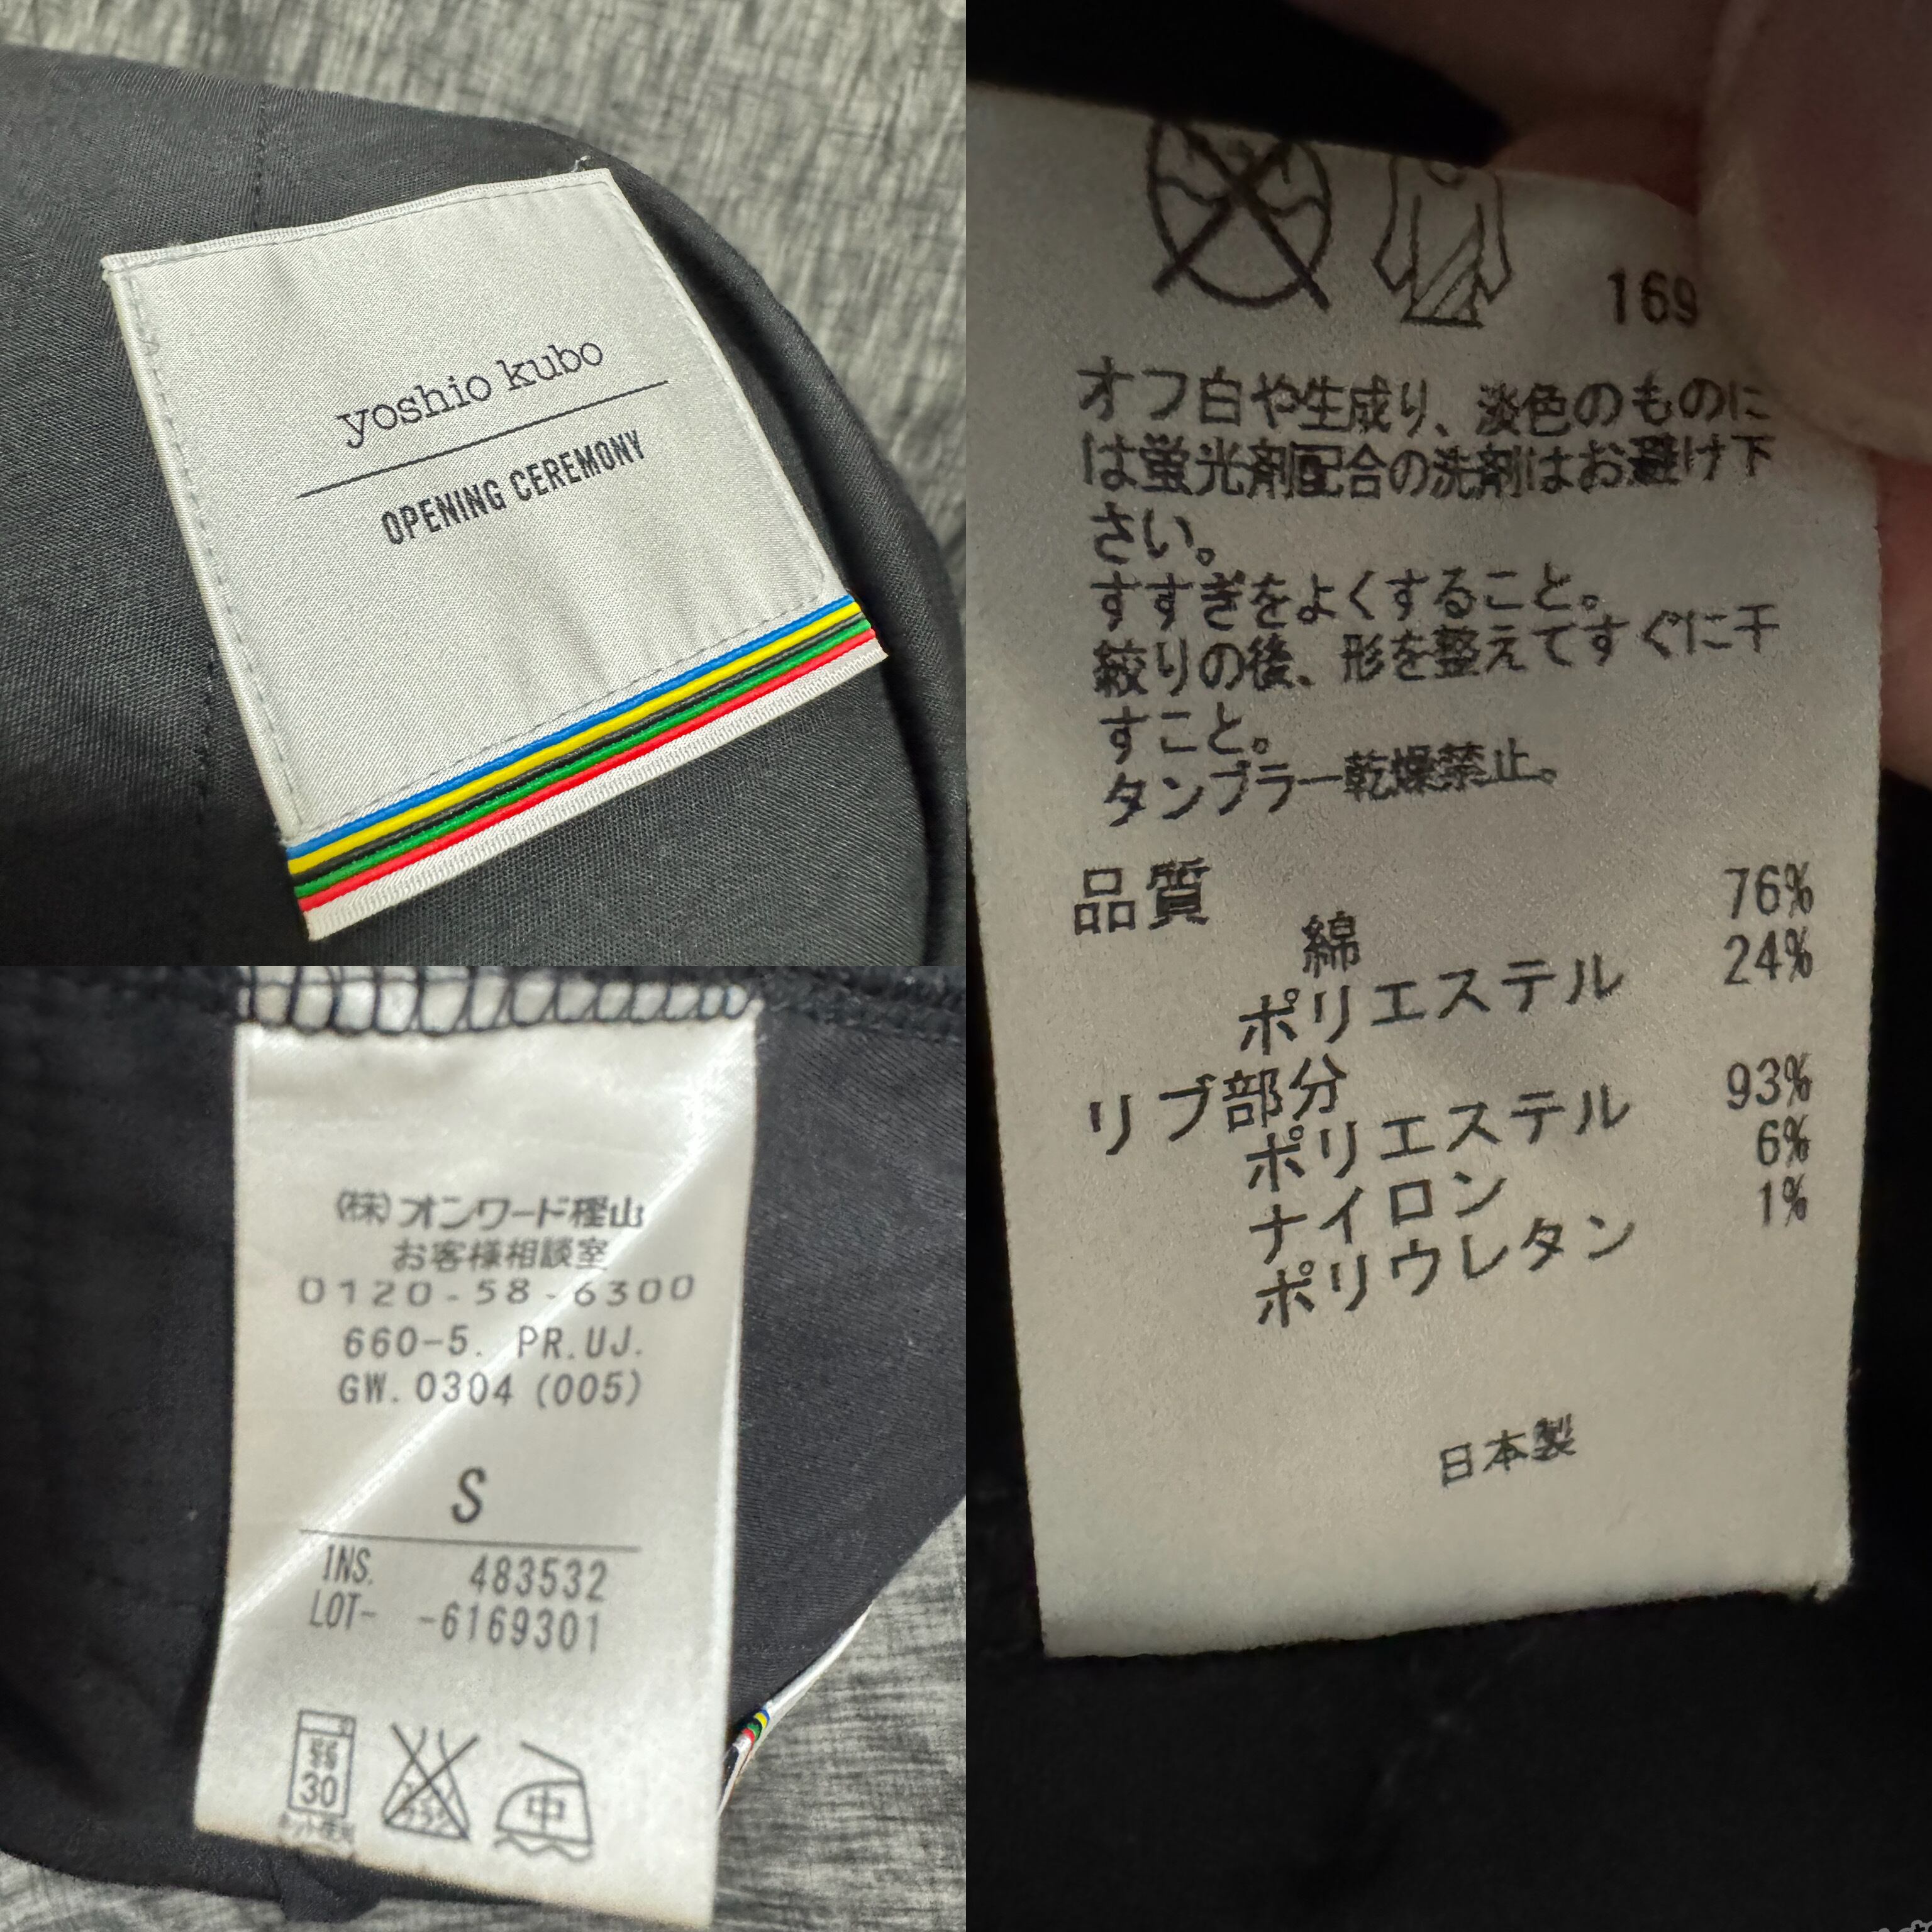 yoshio kubo
OPENING CEREMONY
(株)オンワード樫山
お客様相談室
0120-58-6300
660-5. PR.UJ.
GW.0304 (005)
S
INS. 483532
LOT- -6169301
弱
30
中
169
オフ白や生成り、淡色のものに
は蛍光剤配合の洗剤はお避け下
さい。
すすぎをよくすること。
絞りの後、形を整えてすぐに干
すこと。
タンブラー乾燥禁止。
品質
綿 76%
ポリエステル 24%
リブ部分
ポリエステル 93%
ナイロン 6%
ポリウレタン 1%
日本製